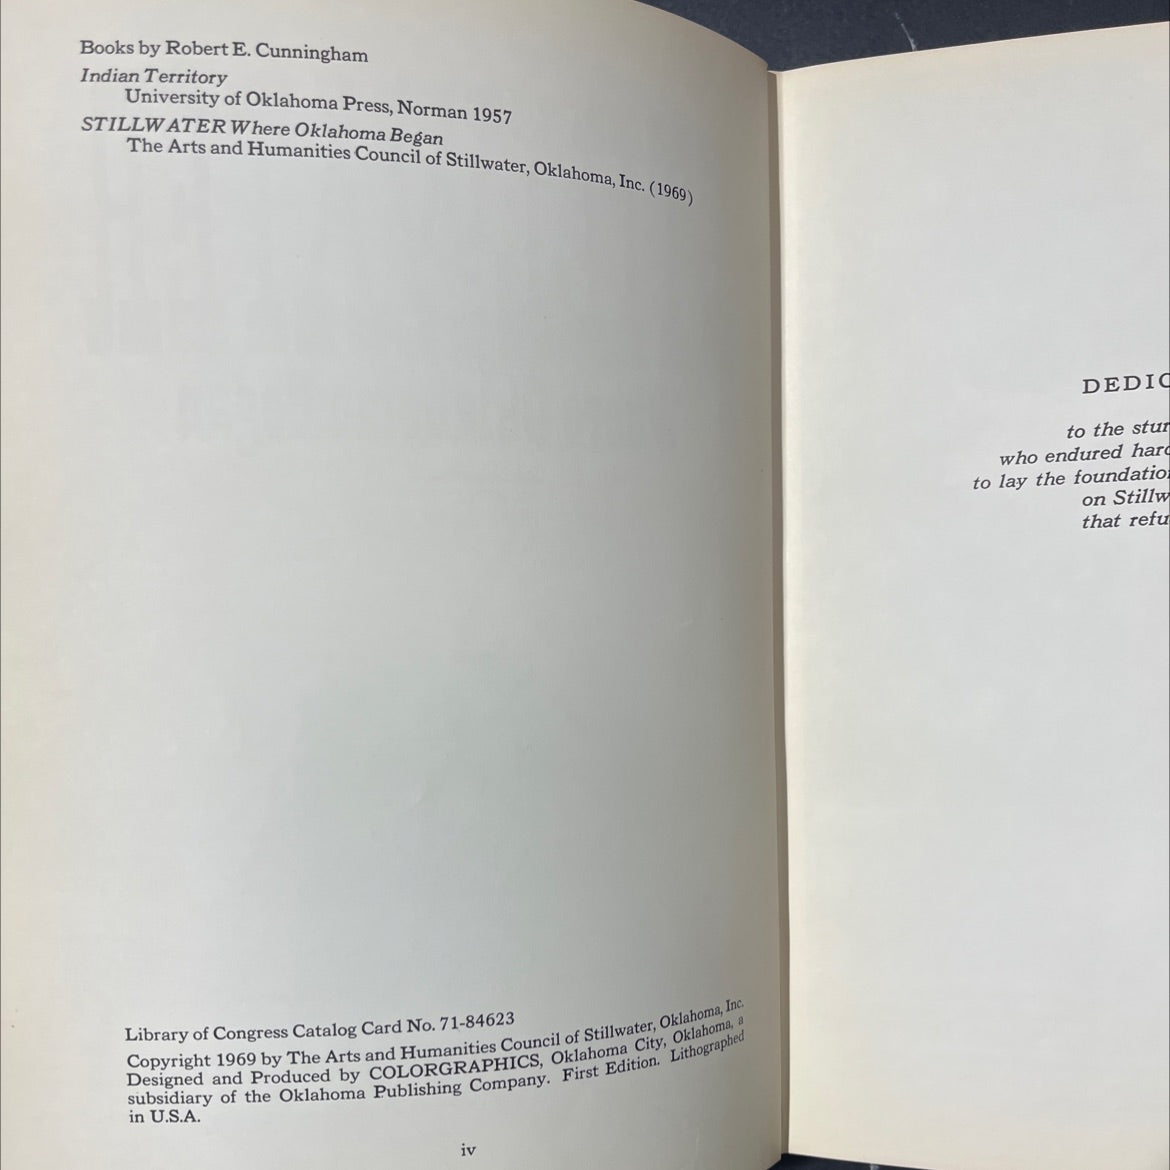 Books by Robert E. Cunningham
Indian Territory
University of Oklahoma Press, Norman 1957
STILLWATER Where Oklahoma Began
The Arts and Humanities Council of Stillwater, Oklahoma, Inc. (1969)
Library of Congress Catalog Card No. 71-84623
Copyright 1969 by The Arts and Humanities Council of Stillwater, Oklahoma, Inc.
Designed and Produced by COLORGRAPHICS, Oklahoma City, Oklahoma, a
subsidiary of the Oklahoma Publishing Company. First Edition. Lithographed
in U.S.A.
iv
DEDIC
to the stur
who endured hard
to lay the foundation
on Stillw
that refu